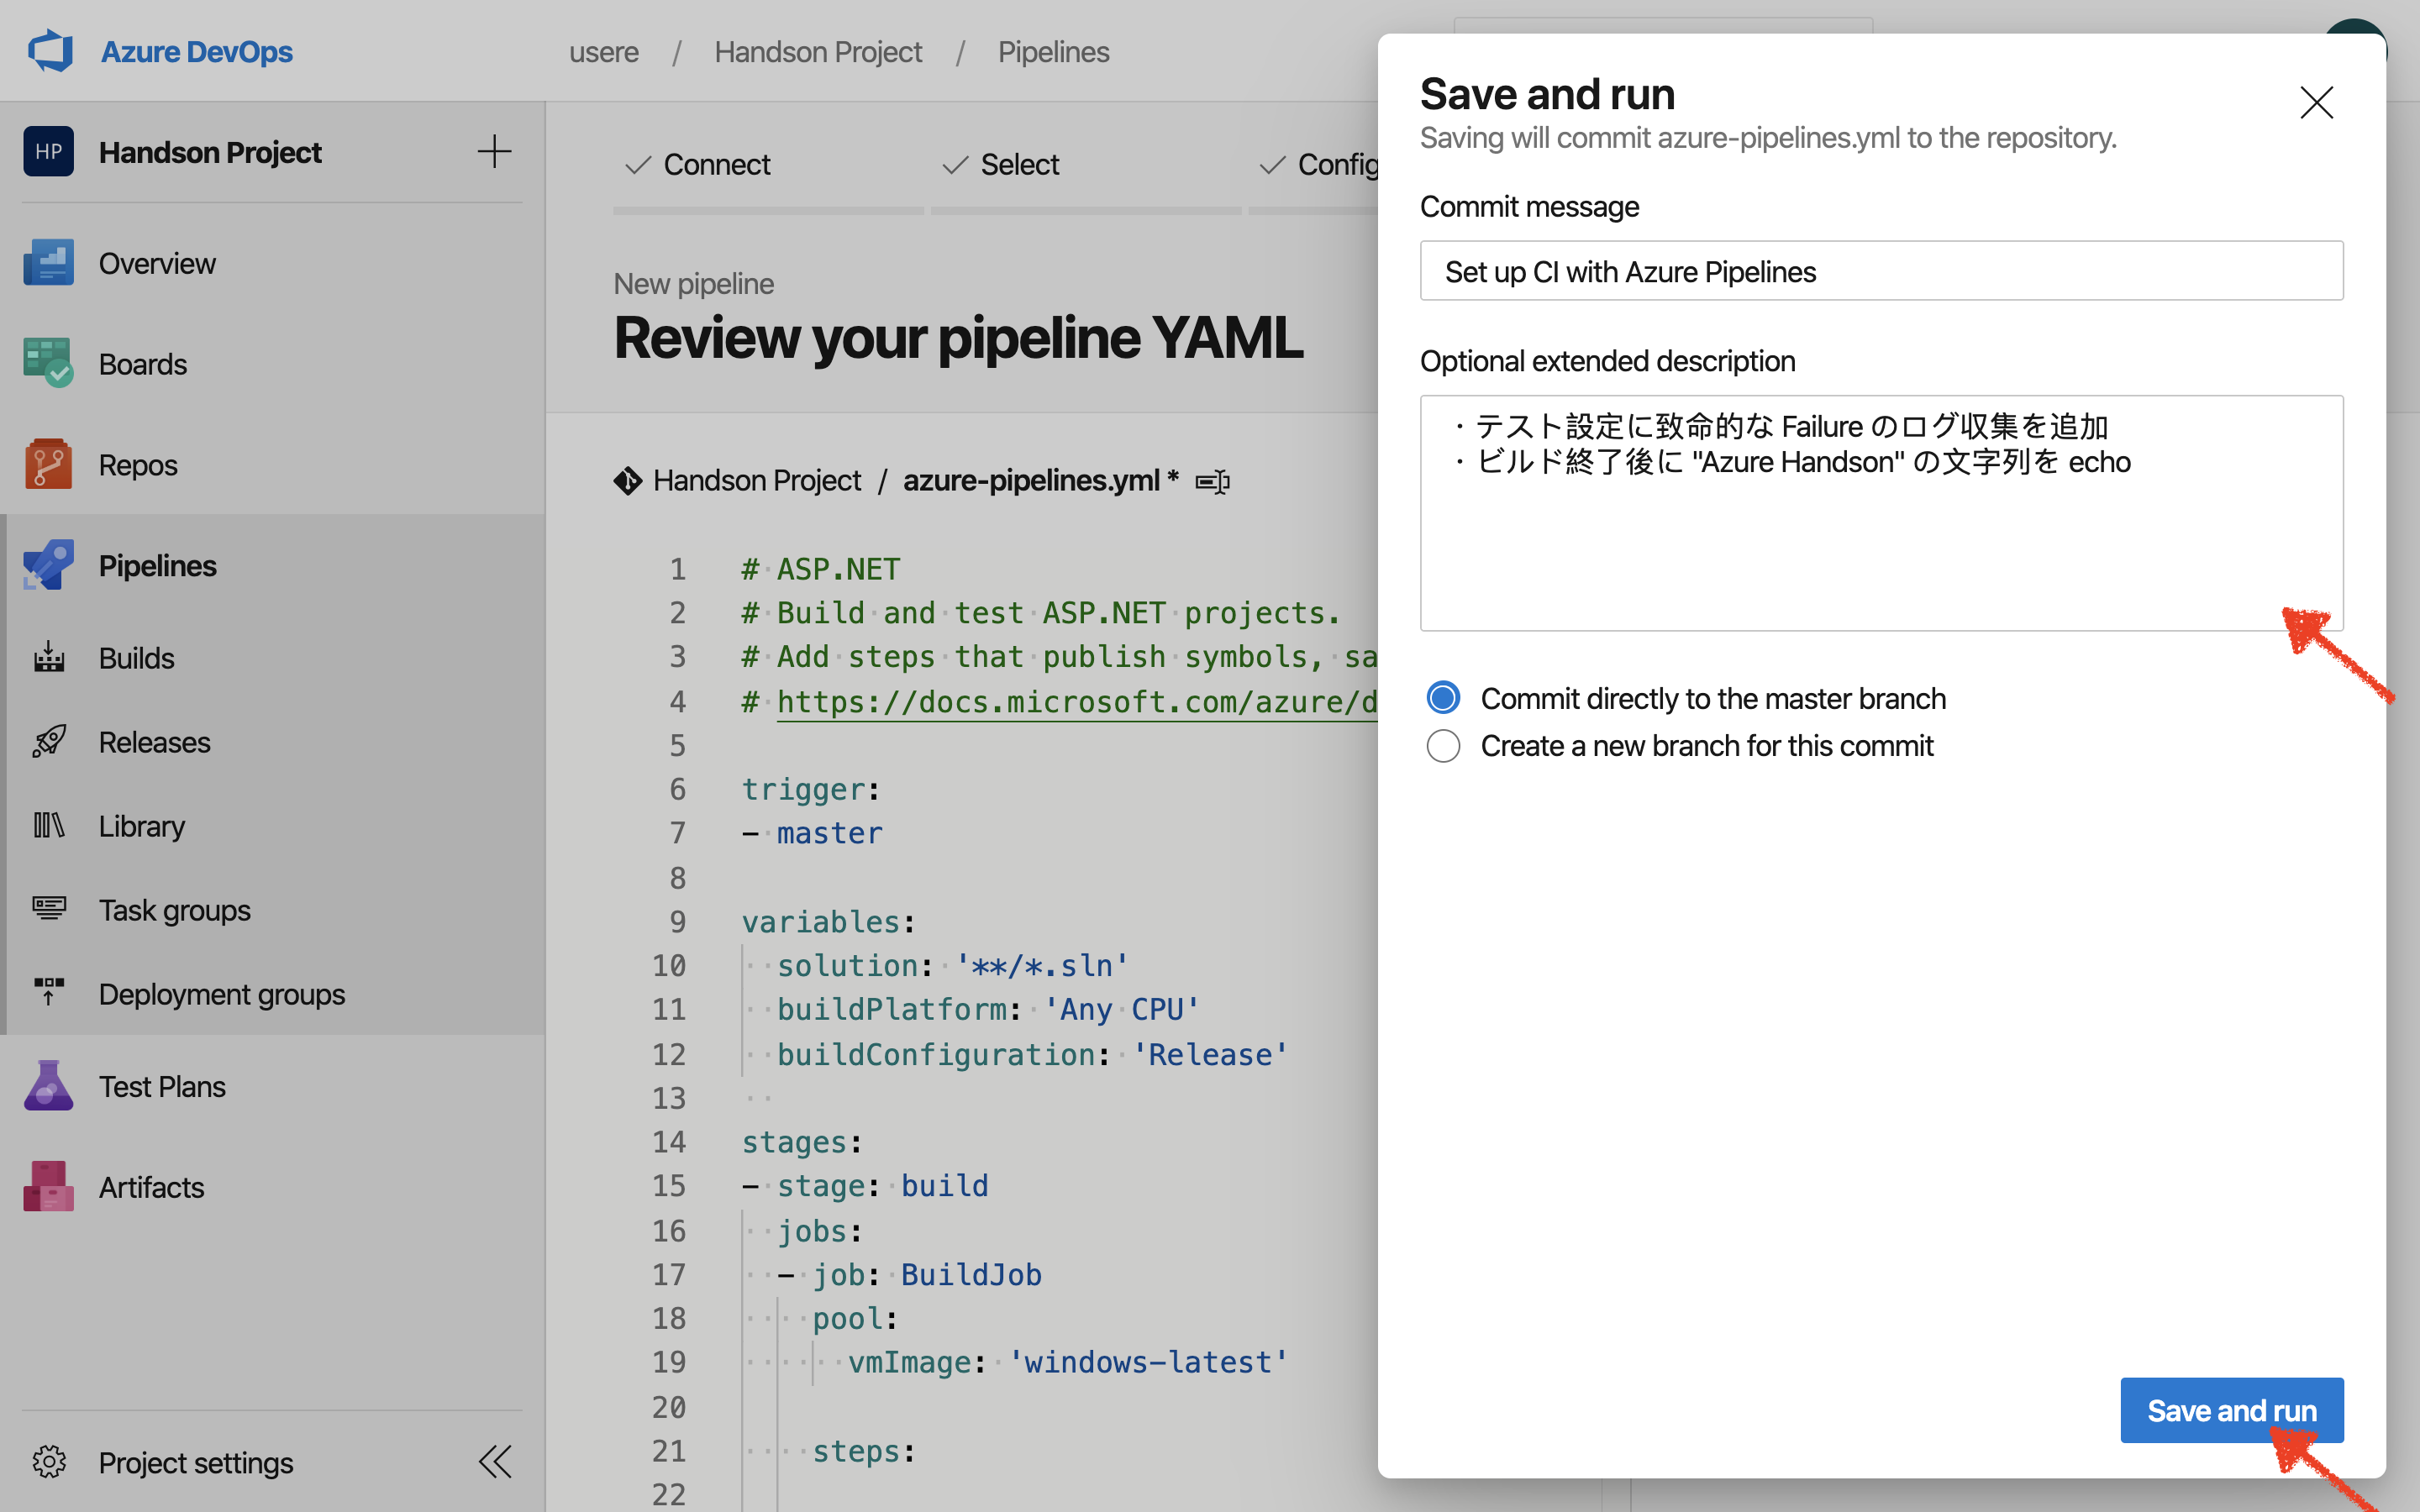 Azure DevOps
usere / Handson Project / Pipelines
HP Handson Project
Overview
Boards
Repos
Pipelines
Builds
Releases
Library
Task groups
Deployment groups
Test Plans
Artifacts
Project settings
Connect
Select
Config
New pipeline
Review your pipeline YAML
Handson Project / azure-pipelines.yml *
1 # ASP.NET
2 # Build and test ASP.NET projects.
3 # Add steps that publish symbols, sa
4 # https://docs.microsoft.com/azure/d
5
6 trigger:
7 - master
8
9 variables:
10 solution: '**/*.sln'
11 buildPlatform: 'Any CPU'
12 buildConfiguration: 'Release'
13
14 stages:
15 - stage: build
16 jobs:
17 - job: BuildJob
18 pool:
19 vmImage: 'windows-latest'
20
21 steps:
22
Save and run
Saving will commit azure-pipelines.yml to the repository.
Commit message
Set up CI with Azure Pipelines
Optional extended description
・テスト設定に致命的な Failure のログ収集を追加
・ビルド終了後に "Azure Handson" の文字列を echo
Commit directly to the master branch
Create a new branch for this commit
Save and run